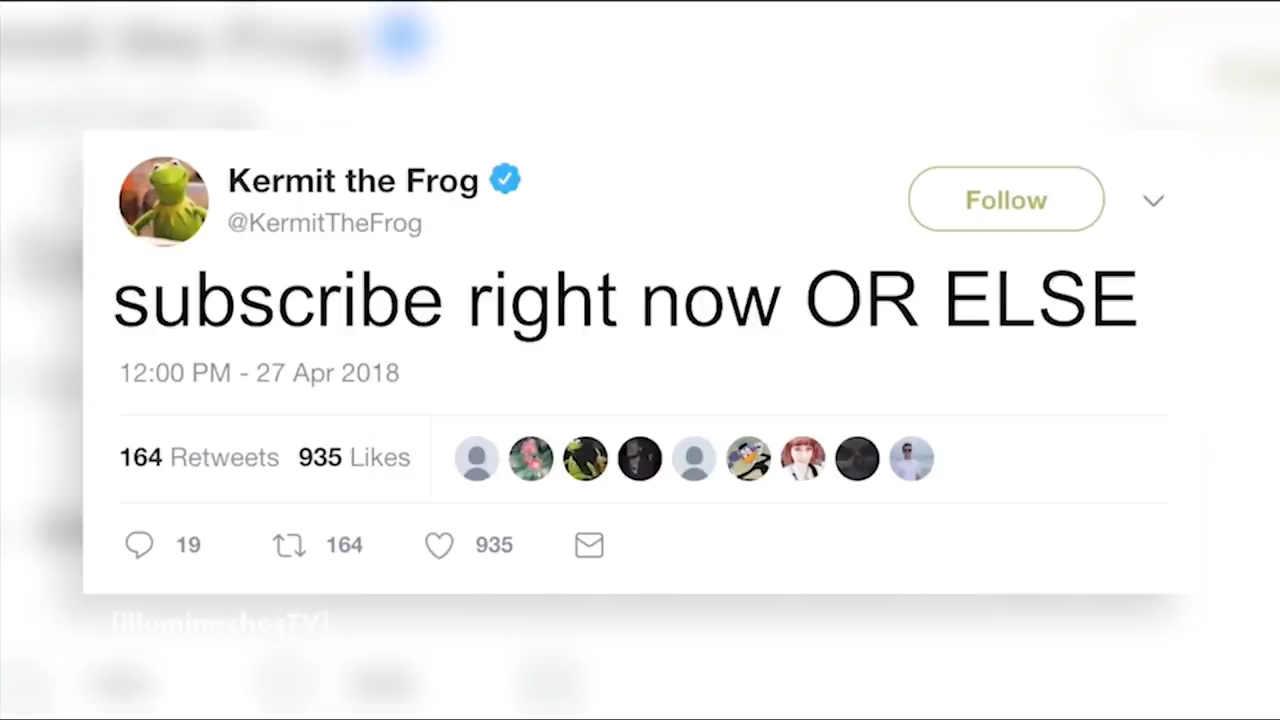 Kermit the Frog
@KermitTheFrog
Follow
subscribe right now OR ELSE
12:00 PM - 27 Apr 2018
164 Retweets 935 Likes
19 164 935